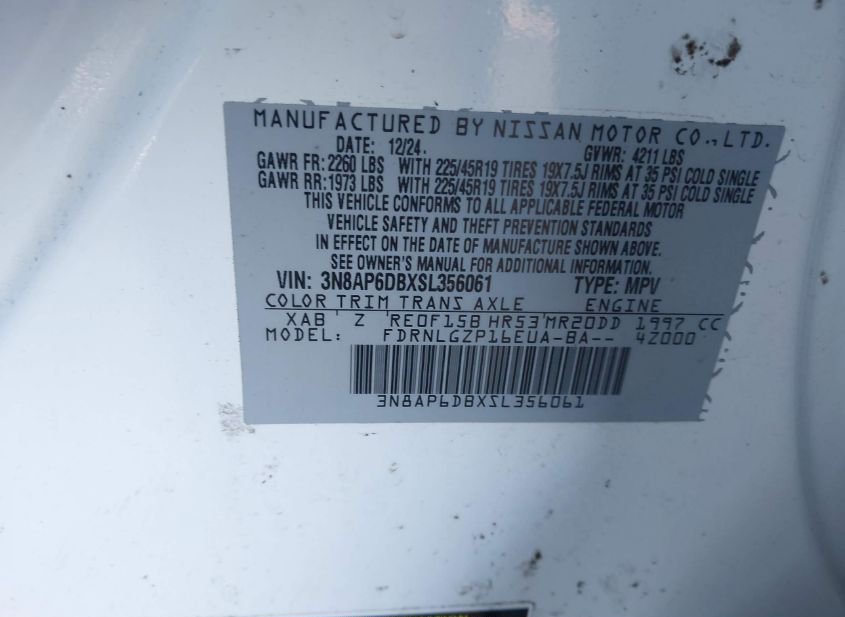 MANUFACTURED BY NISSAN MOTOR CO., LTD.
DATE: 12/24. GVWR: 4211 LBS
GAWR FR: 2260 LBS WITH 225/45R19 TIRES 19X7.5J RIMS AT 35 PSI COLD SINGLE
GAWR RR: 1973 LBS WITH 225/45R19 TIRES 19X7.5J RIMS AT 35 PSI COLD SINGLE
THIS VEHICLE CONFORMS TO ALL APPLICABLE FEDERAL MOTOR
VEHICLE SAFETY AND THEFT PREVENTION STANDARDS
IN EFFECT ON THE DATE OF MANUFACTURE SHOWN ABOVE.
SEE OWNER'S MANUAL FOR ADDITIONAL INFORMATION.
VIN: 3N8AP6DBXSL356061 TYPE: MPV
COLOR TRIM TRANS AXLE ENGINE
XAB Z RE0F15B HR53 MR20DD 1997 CC
MODEL: FDRNLGZP16EUA-BA-- 4Z000
3N8AP6DBXSL356061